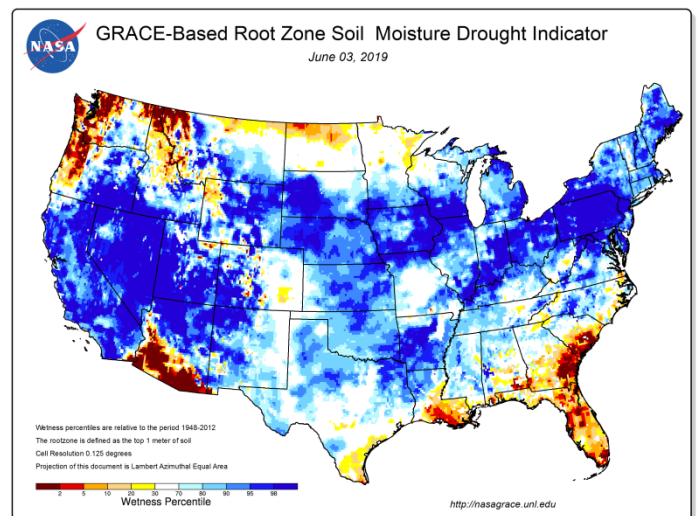 NASA
GRACE-Based Root Zone Soil Moisture Drought Indicator
June 03, 2019
Wetness percentiles are relative to the period 1948-2012
The rootzone is defined as the top 1 meter of soil
Cell Resolution 0.125 degrees
Projection of this document is Lambert Azimuthal Equal Area
2 5 10 20 30 70 80 90 95 98
Wetness Percentile
http://nasagrace.unl.edu